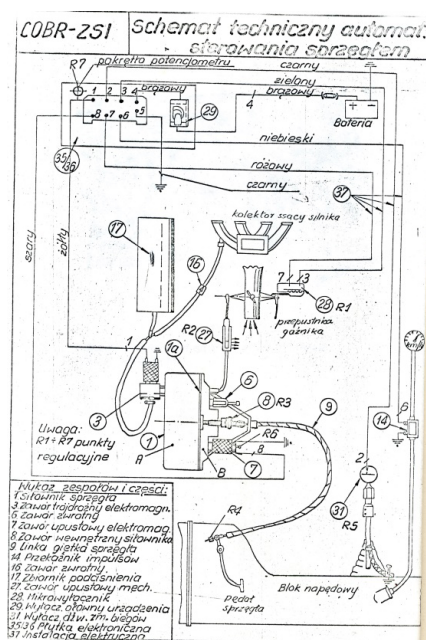 COBR-ZS1
Schemat techniczny automat.
sterowania sprzęgłem
R7
pokrętło potencjometru
czarny
zielony
brązowy
brązowy
1 2 3 4
8 7 6 5
29
4
Bateria
niebieski
35
36
różowy
czarny
37
szary
żółty
17
kolektor ssący silnika
16
7 3
28 R1
przepustnica
gaźnika
R2 27
1
1a
6
3
8 R3
9
1
R6
14
Uwaga:
R1÷R7 punkty
regulacyjne
A
B
7
8
2
31
R5
R4
Pedał
sprzęgła
Blok napędowy
Wykaz zespołów i części:
1 Siłownik sprzęgła
3 Zawór trójdrożny elektromagn.
6 Zawór zwrotny
7 Zawór upustowy elektromag.
8 Zawór wewnętrzny siłownika
9 Linka giętka sprzęgła
14 Przekaźnik impulsów
16 Zawór zwrotny
17 Zbiornik podciśnienia
27 Zawór upustowy mech.
28 Mikrowyłącznik
29 Wyłącz. główny urządzenia
31 Wyłącz dźw. zm. biegów
35÷36 Płytka elektroniczna
37 Instalacja elektryczna